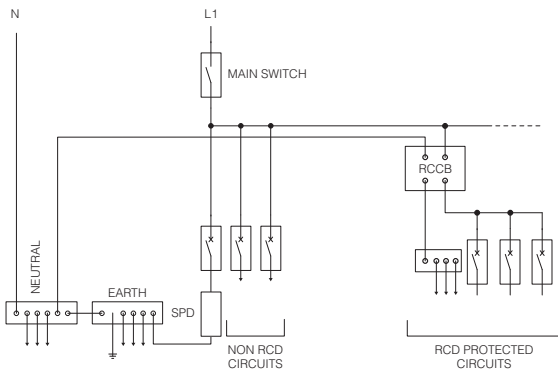 N
L1
MAIN SWITCH
RCCB
NEUTRAL
EARTH
SPD
NON RCD
CIRCUITS
RCD PROTECTED
CIRCUITS